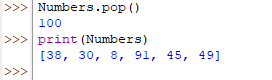 >>> Numbers.pop()
100
>>> print(Numbers)
[38, 30, 8, 91, 45, 49]
>>>